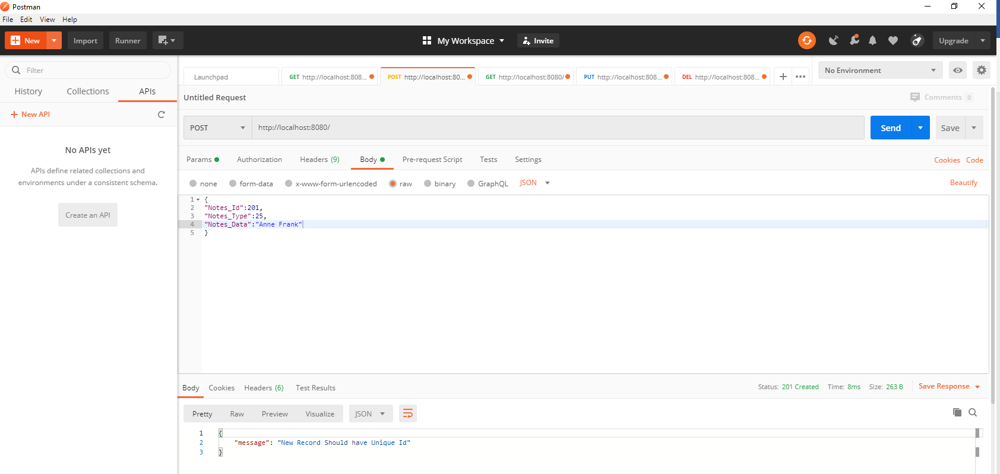 Postman
File Edit View Help
New Import Runner My Workspace Invite Upgrade
Filter
History Collections APIs
New API
No APIs yet
APIs define related collections and
environments under a consistent schema.
Create an API
Launchpad GET http://localhost:808... POST http://localhost:80... GET http://localhost:8080/ PUT http://localhost:808... DEL http://localhost:808... + ••• No Environment
Untitled Request Comments 0
POST http://localhost:8080/ Send Save
Params Authorization Headers (9) Body Pre-request Script Tests Settings Cookies Code
none form-data x-www-form-urlencoded raw binary GraphQL JSON Beautify
1 {
2 "Notes_Id":201,
3 "Notes_Type":25,
4 "Notes_Data":"Anne Frank"
5 }
Body Cookies Headers (6) Test Results Status: 201 Created Time: 8ms Size: 263 B Save Response
Pretty Raw Preview Visualize JSON
1 {
2 "message": "New Record Should have Unique Id"
3 }